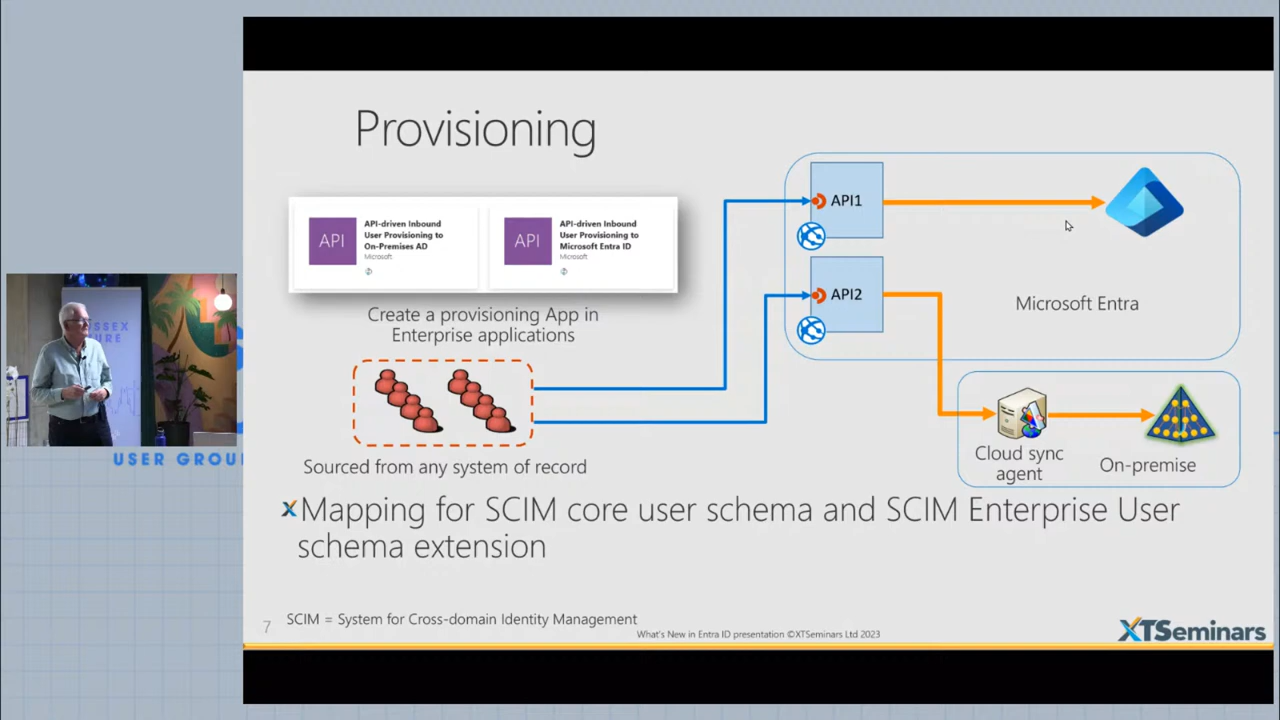 Provisioning
API
API-driven Inbound
User Provisioning to
On-Premises AD
Microsoft
API
API-driven Inbound
User Provisioning to
Microsoft Entra ID
Microsoft
Create a provisioning App in
Enterprise applications
Sourced from any system of record
API1
API2
Microsoft Entra
Cloud sync
agent
On-premise
Mapping for SCIM core user schema and SCIM Enterprise User
schema extension
SCIM = System for Cross-domain Identity Management
7
What's New in Entra ID presentation ©XTSeminars Ltd 2023
XTSeminars
USER GROU